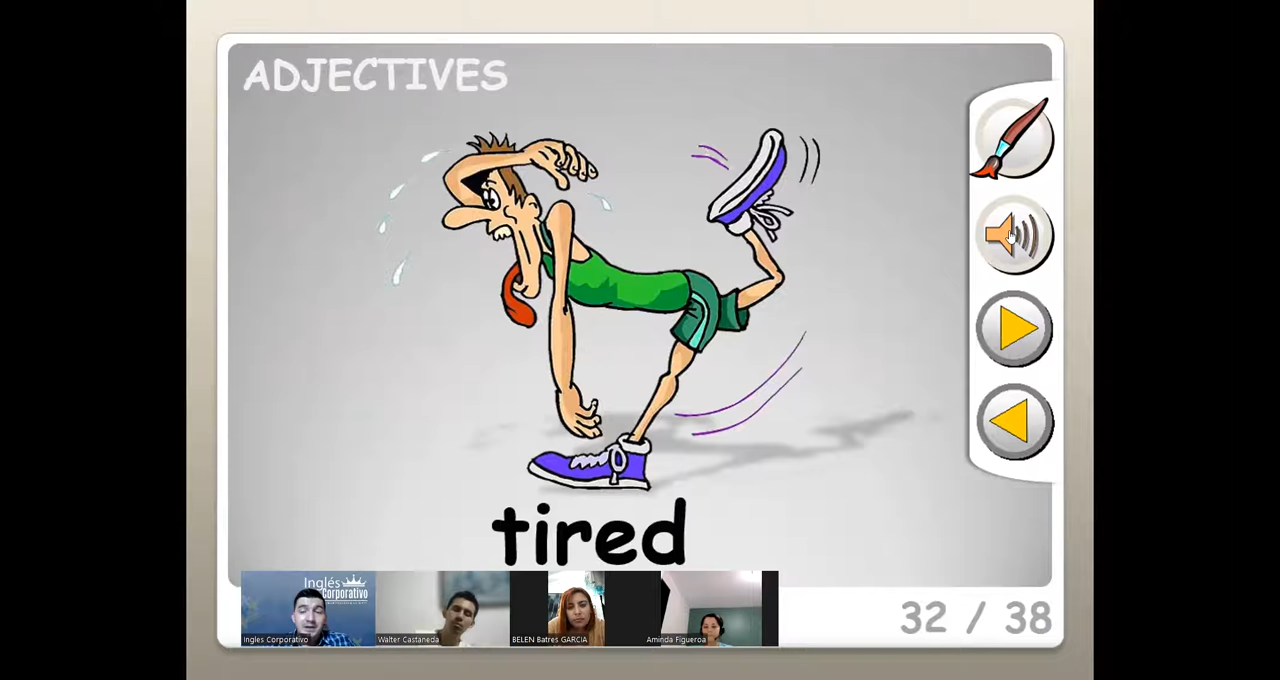 ADJECTIVES
tired
Inglés
Corporativo
Ingles Corporativo
Walter Castaneda
BELEN Batres GARCIA
Aminda Figueroa
32 / 38